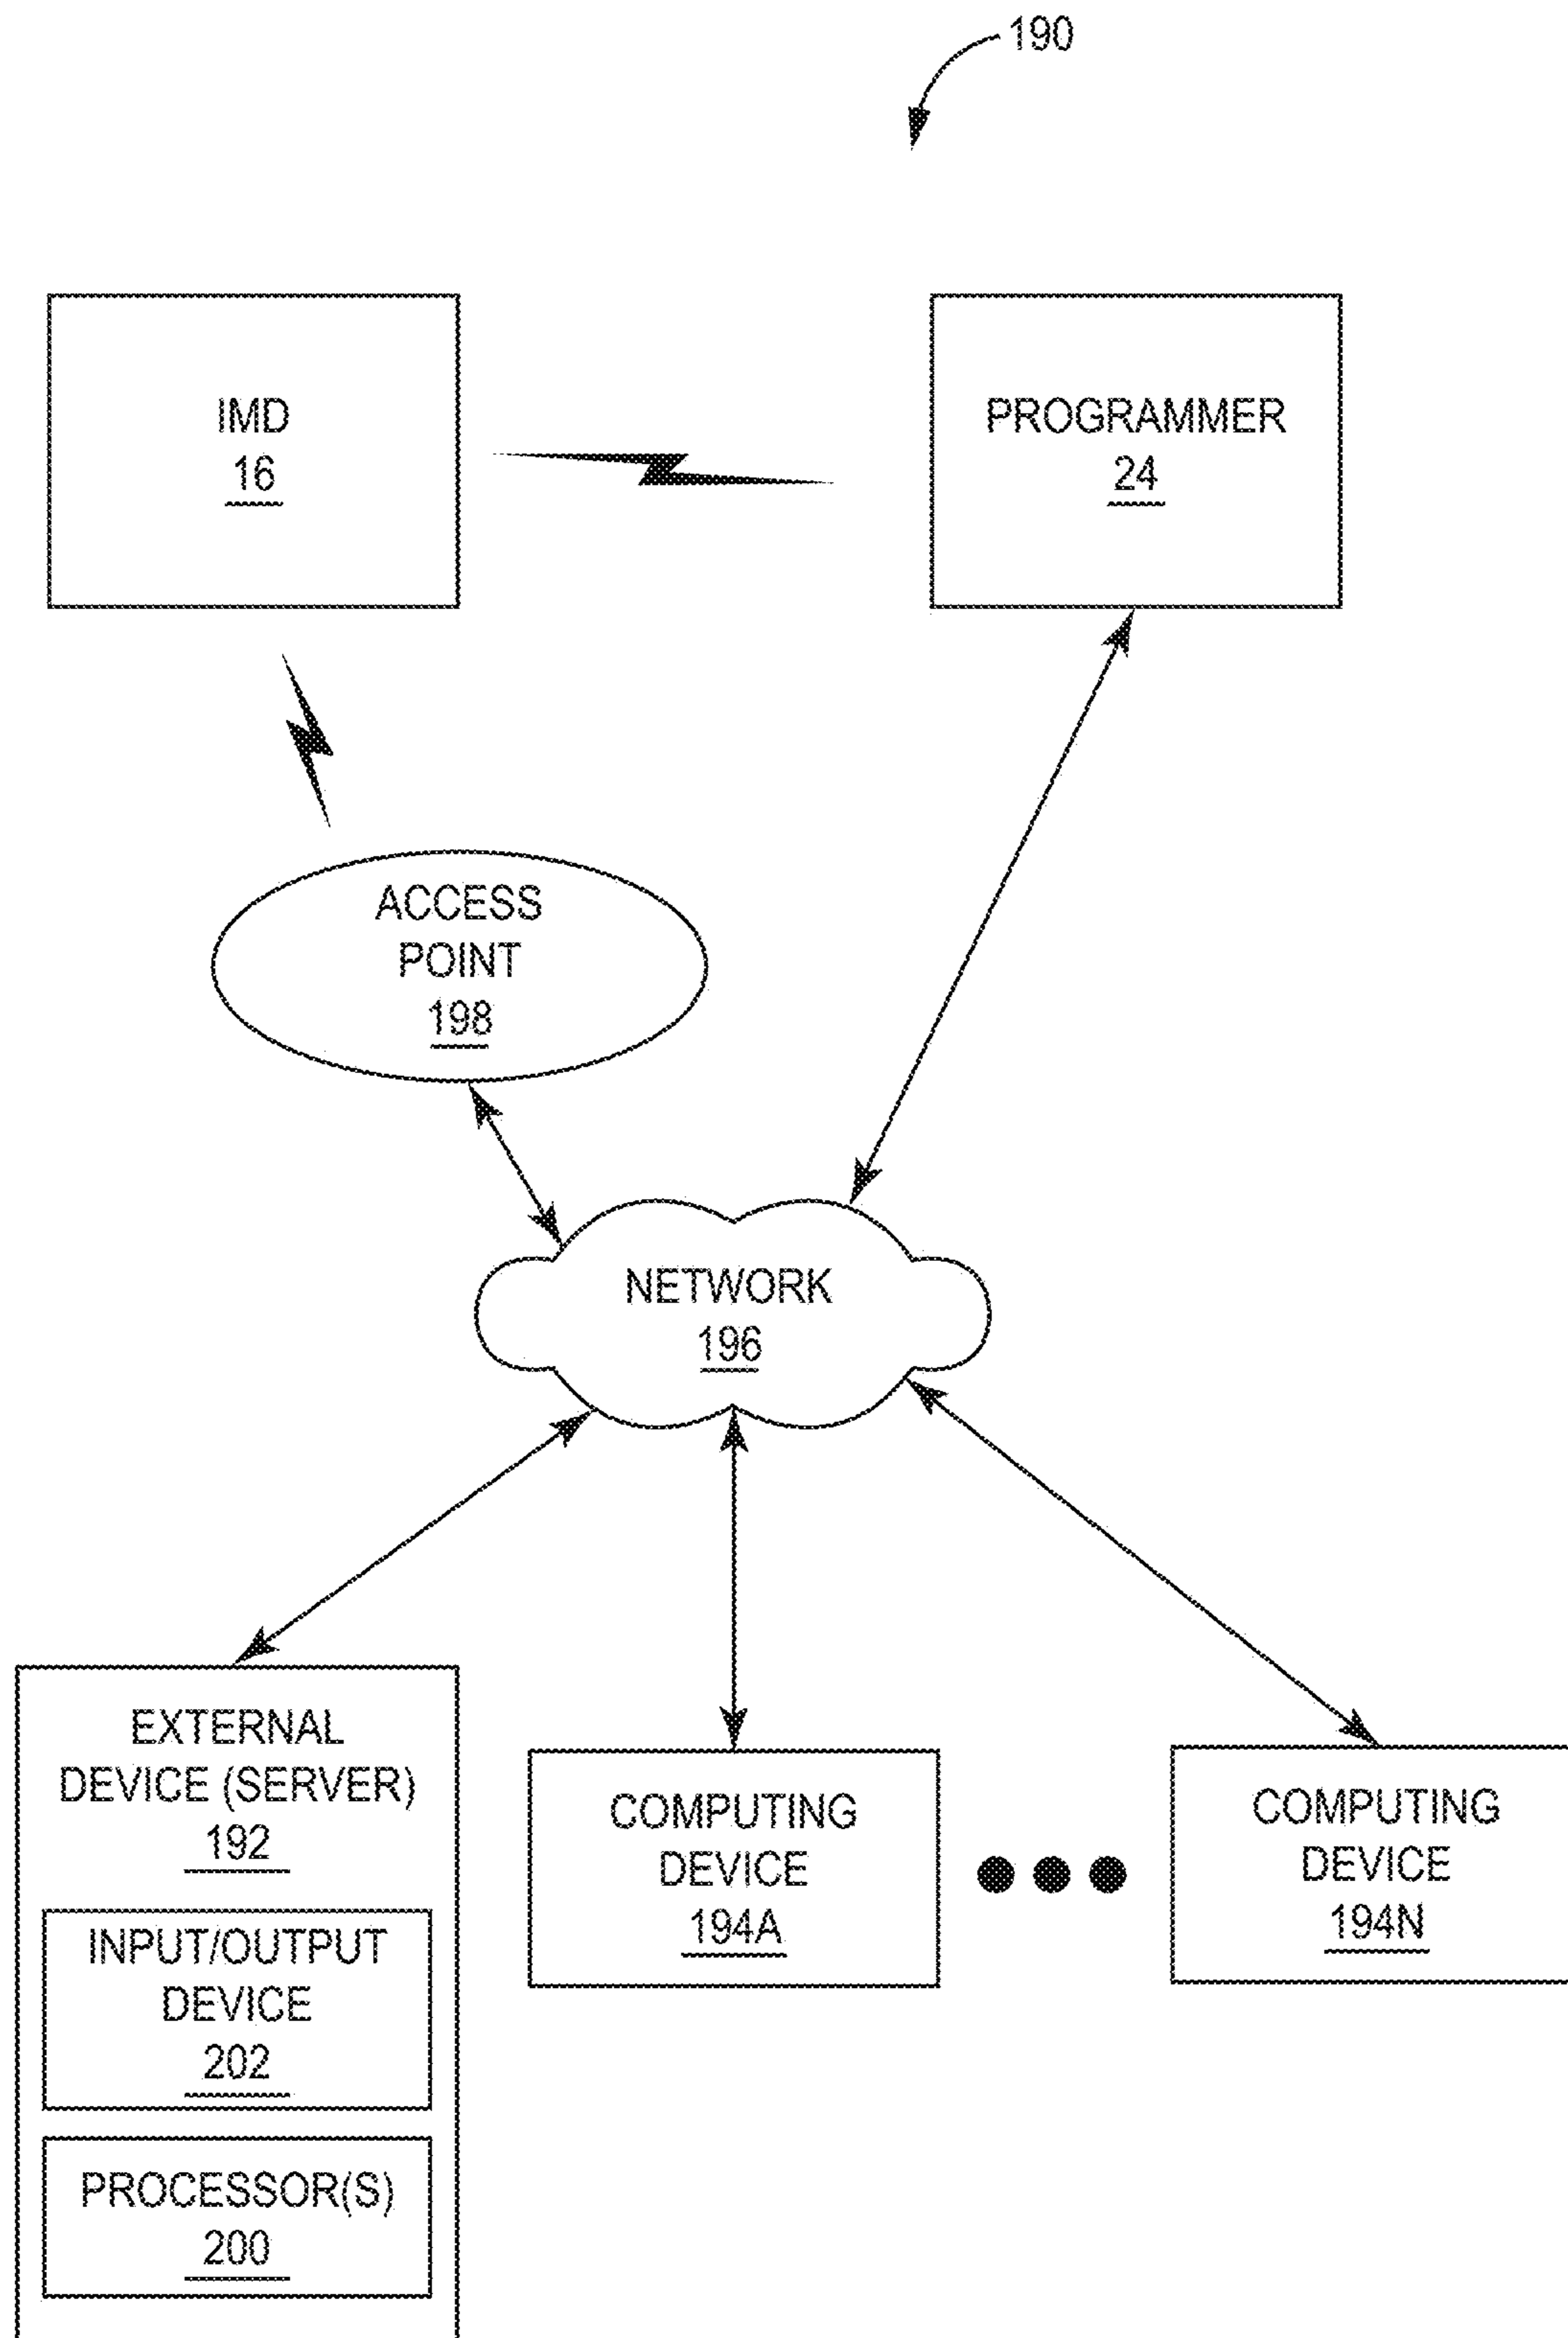 190
IMD
16
PROGRAMMER
24
ACCESS
POINT
198
NETWORK
196
EXTERNAL
DEVICE (SERVER)
192
INPUT/OUTPUT
DEVICE
202
PROCESSOR(S)
200
COMPUTING
DEVICE
194A
COMPUTING
DEVICE
194N